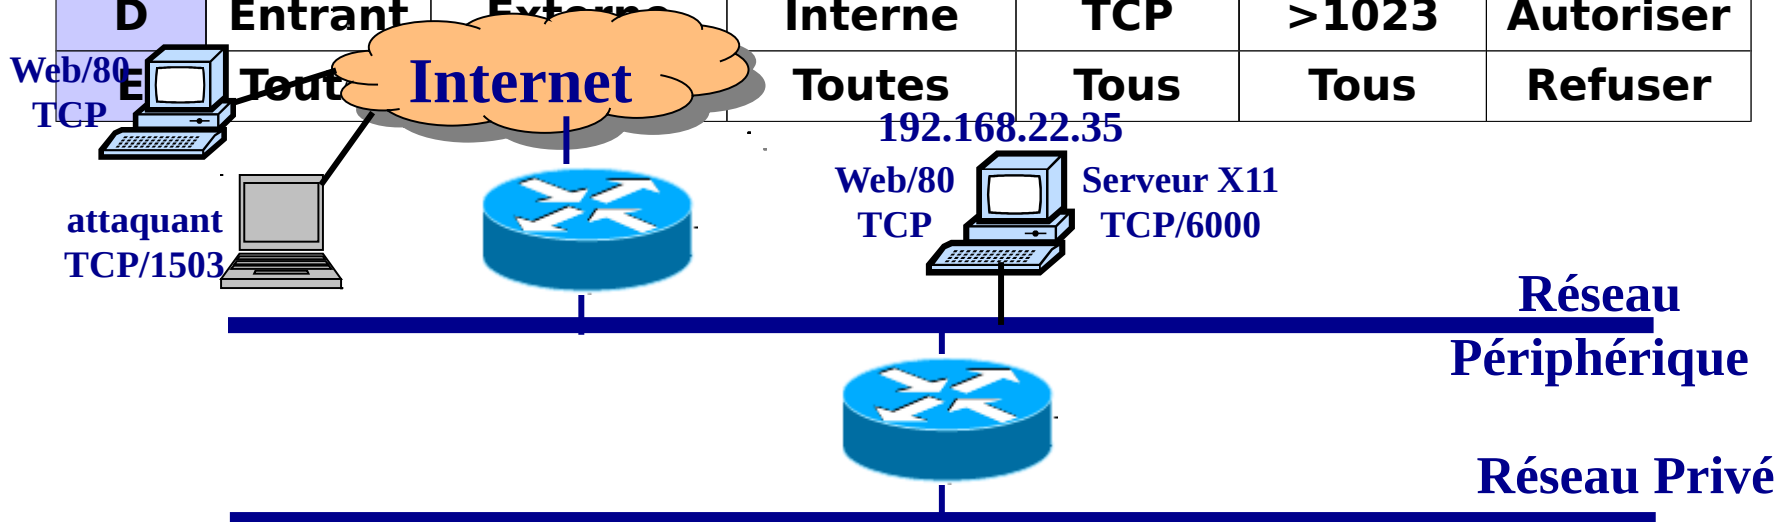 D Entrant Externe Interne TCP >1023 Autoriser
E Tout Toutes Tous Tous Refuser
Web/80
TCP
Internet
192.168.22.35
Web/80
TCP
Serveur X11
TCP/6000
attaquant
TCP/1503
Réseau
Périphérique
Réseau Privé